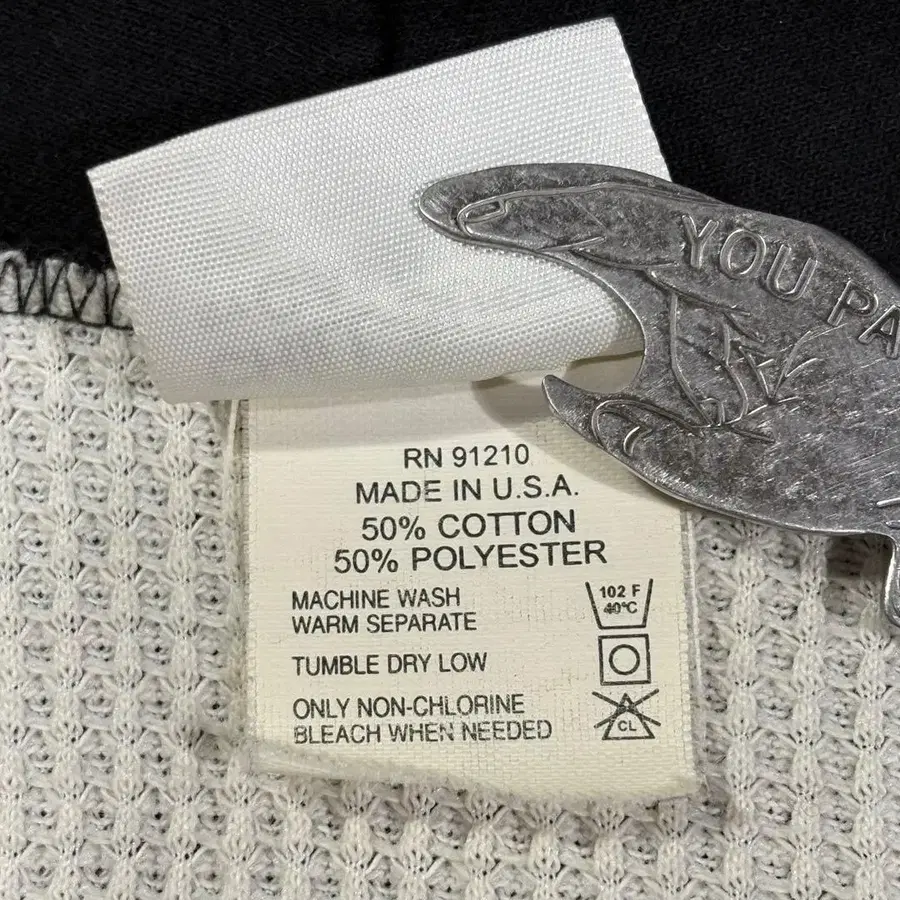 YOU PA
RN 91210
MADE IN U.S.A.
50% COTTON
50% POLYESTER
MACHINE WASH
WARM SEPARATE
102 F
40°C
TUMBLE DRY LOW
ONLY NON-CHLORINE
BLEACH WHEN NEEDED
CL